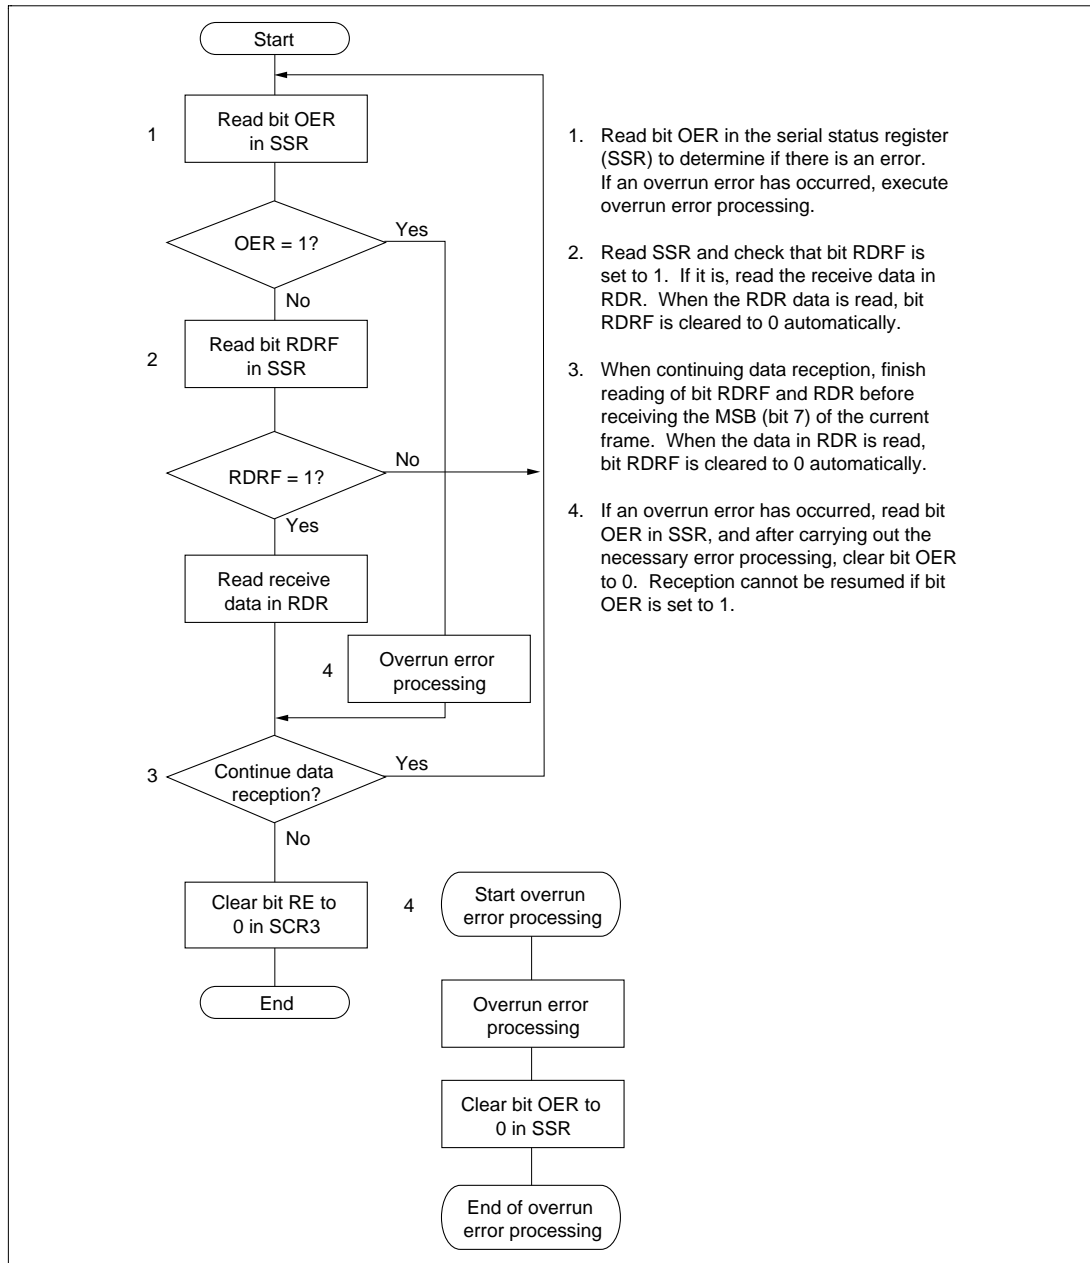 Start
1
Read bit OER
in SSR
OER = 1?
Yes
No
2
Read bit RDRF
in SSR
RDRF = 1?
No
Yes
Read receive
data in RDR
4
Overrun error
processing
3
Continue data
reception?
Yes
No
Clear bit RE to
0 in SCR3
End
4
Start overrun
error processing
Overrun error
processing
Clear bit OER to
0 in SSR
End of overrun
error processing
1. Read bit OER in the serial status register
(SSR) to determine if there is an error.
If an overrun error has occurred, execute
overrun error processing.
2. Read SSR and check that bit RDRF is
set to 1. If it is, read the receive data in
RDR. When the RDR data is read, bit
RDRF is cleared to 0 automatically.
3. When continuing data reception, finish
reading of bit RDRF and RDR before
receiving the MSB (bit 7) of the current
frame. When the data in RDR is read,
bit RDRF is cleared to 0 automatically.
4. If an overrun error has occurred, read bit
OER in SSR, and after carrying out the
necessary error processing, clear bit OER
to 0. Reception cannot be resumed if bit
OER is set to 1.